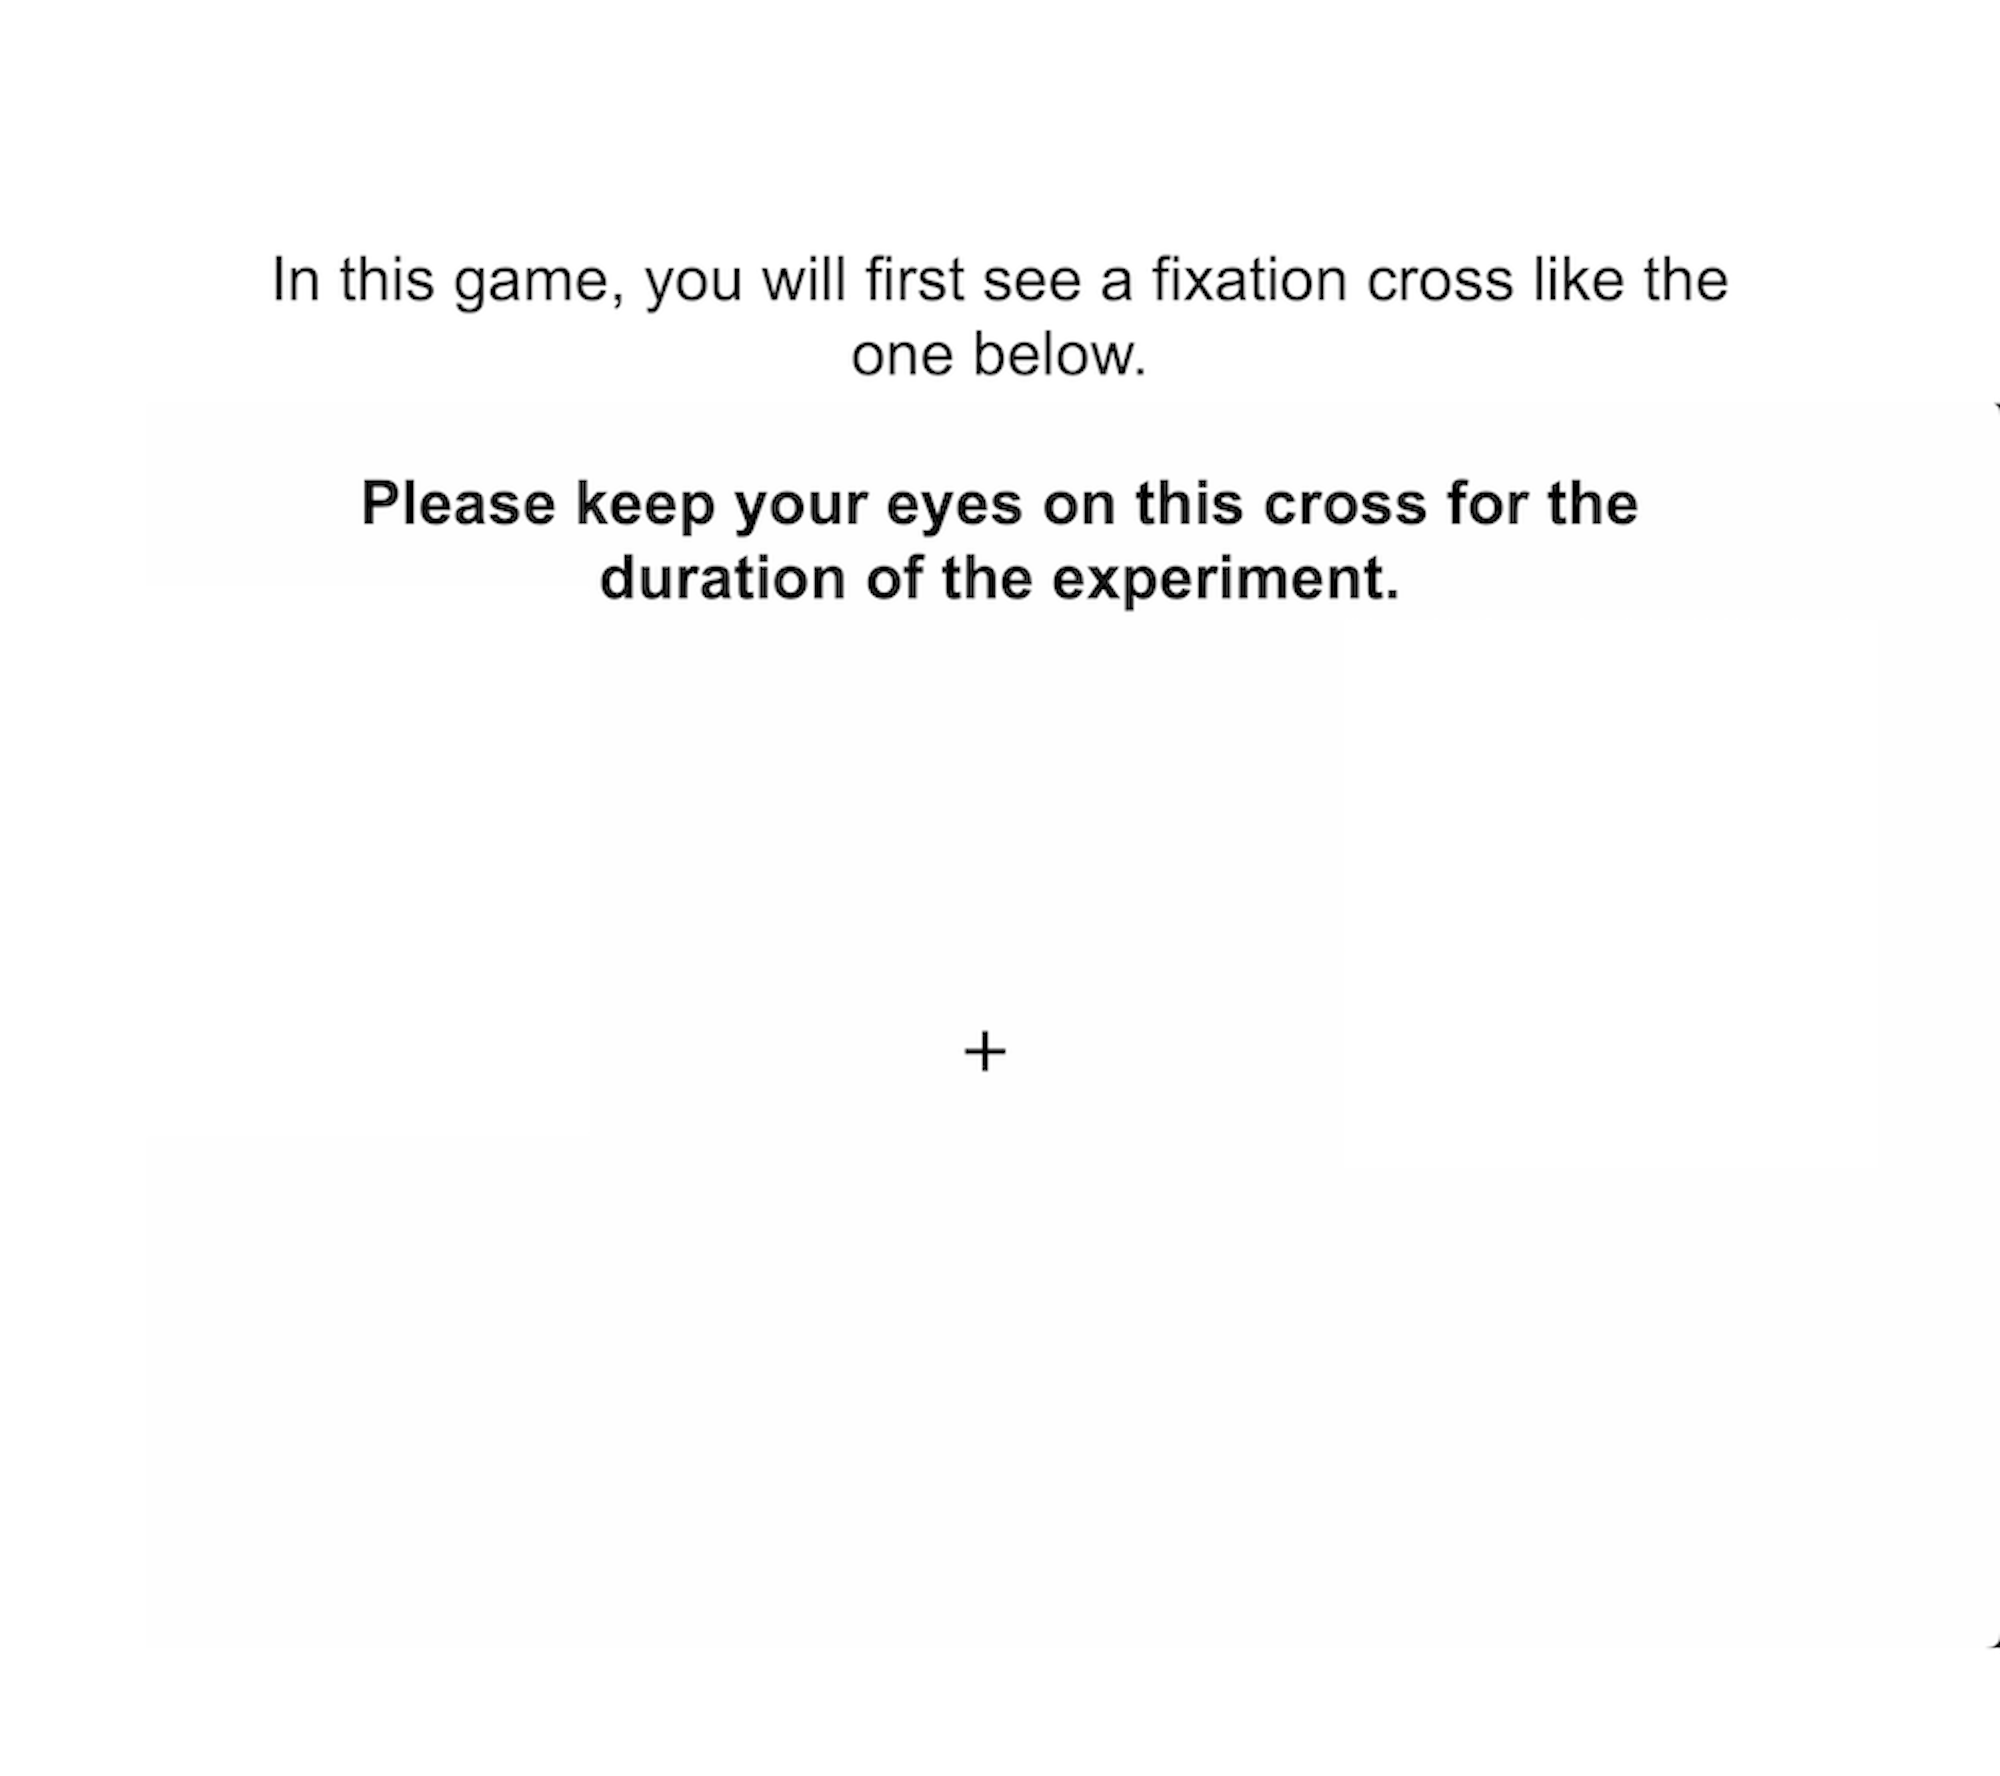 In this game, you will first see a fixation cross like the
one below.
Please keep your eyes on this cross for the
duration of the experiment.
+